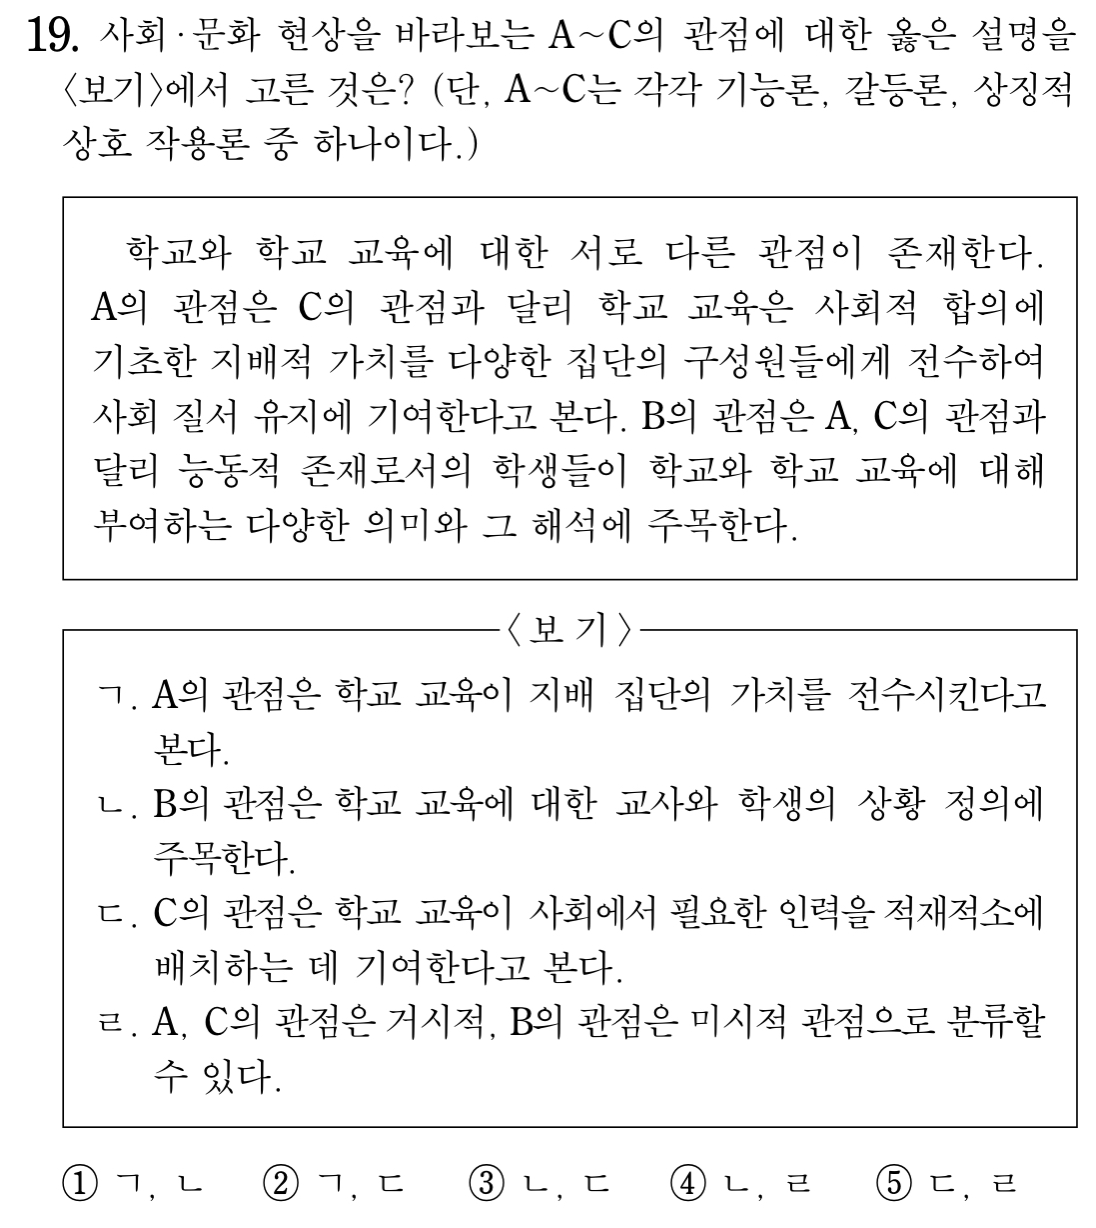 19. 사회·문화 현상을 바라보는 A~C의 관점에 대한 옳은 설명을
〈보기〉에서 고른 것은? (단, A~C는 각각 기능론, 갈등론, 상징적
상호 작용론 중 하나이다.)
학교와 학교 교육에 대한 서로 다른 관점이 존재한다.
A의 관점은 C의 관점과 달리 학교 교육은 사회적 합의에
기초한 지배적 가치를 다양한 집단의 구성원들에게 전수하여
사회 질서 유지에 기여한다고 본다. B의 관점은 A, C의 관점과
달리 능동적 존재로서의 학생들이 학교와 학교 교육에 대해
부여하는 다양한 의미와 그 해석에 주목한다.
〈보 기〉
ㄱ. A의 관점은 학교 교육이 지배 집단의 가치를 전수시킨다고
본다.
ㄴ. B의 관점은 학교 교육에 대한 교사와 학생의 상황 정의에
주목한다.
ㄷ. C의 관점은 학교 교육이 사회에서 필요한 인력을 적재적소에
배치하는 데 기여한다고 본다.
ㄹ. A, C의 관점은 거시적, B의 관점은 미시적 관점으로 분류할
수 있다.
① ㄱ, ㄴ ② ㄱ, ㄷ ③ ㄴ, ㄷ ④ ㄴ, ㄹ ⑤ ㄷ, ㄹ